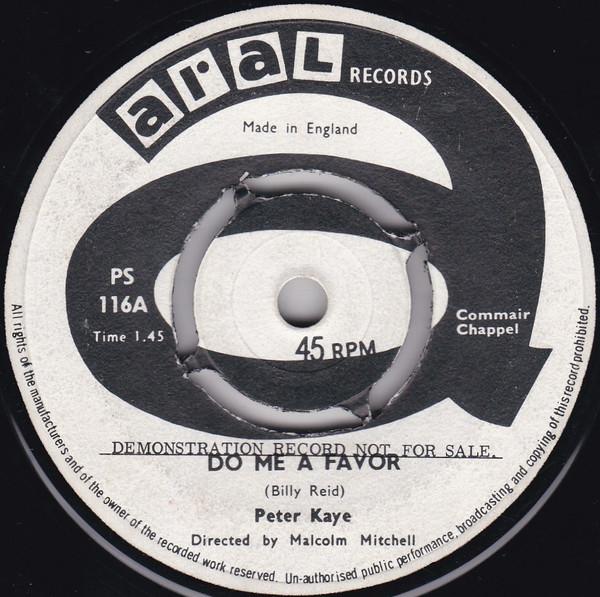 aral RECORDS
Made in England
PS
116A
Time 1.45
Commair
Chappel
45 RPM
DEMONSTRATION RECORD NOT FOR SALE.
DO ME A FAVOR
(Billy Reid)
Peter Kaye
Directed by Malcolm Mitchell
All rights of the manufacturers and of the owner of the recorded work reserved. Un-authorised public performance, broadcasting and copying of this record prohibited.